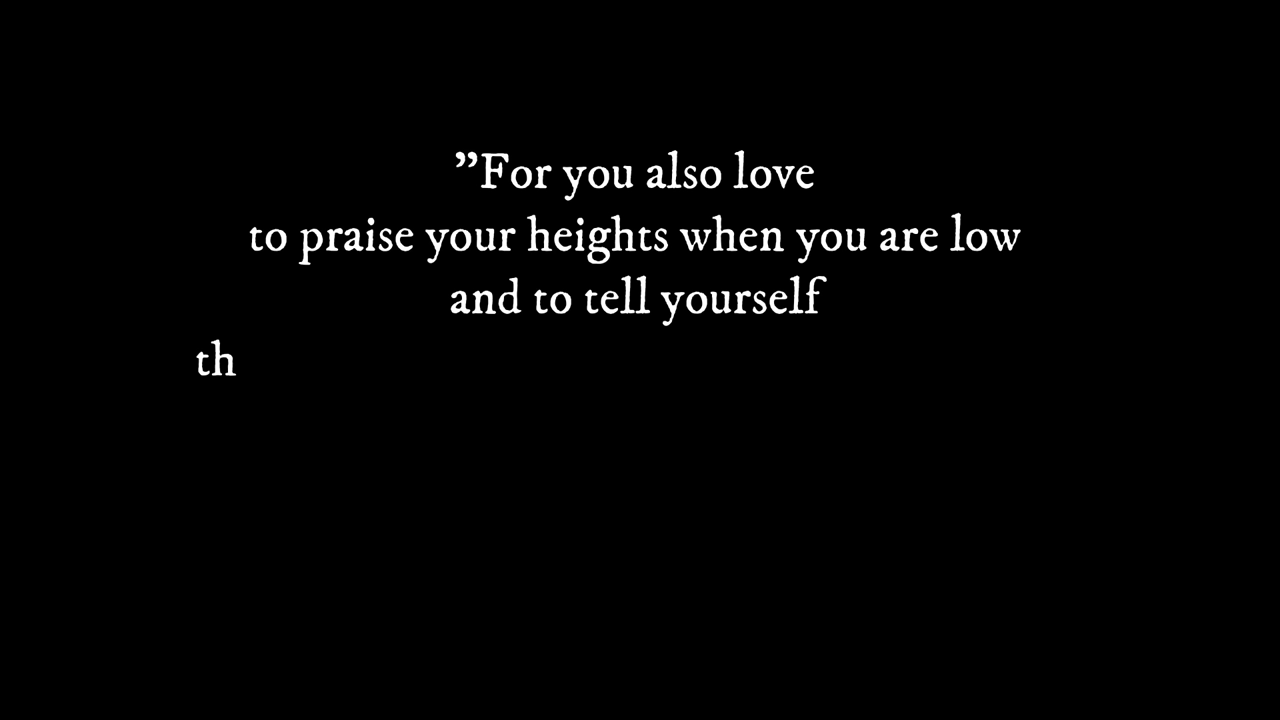 ”For you also love
to praise your heights when you are low
and to tell yourself
th